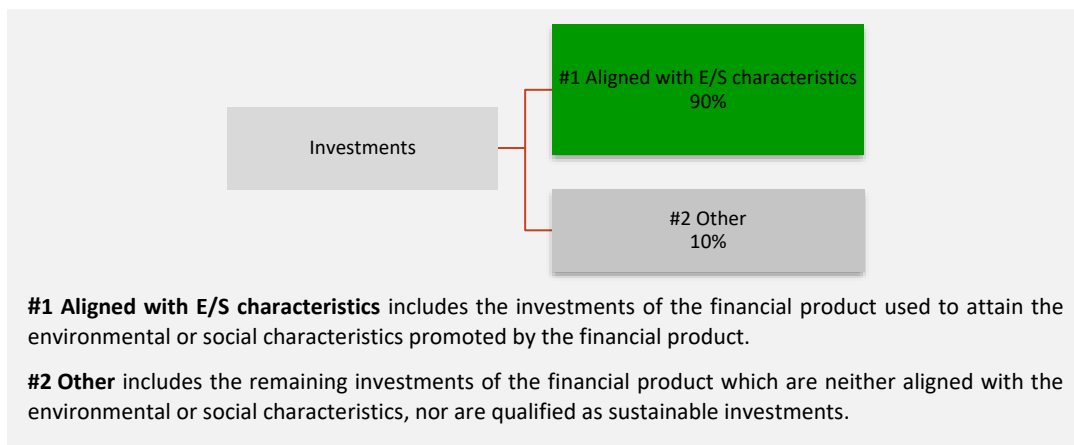 #1 Aligned with E/S characteristics
90%
Investments
#2 Other
10%
#1 Aligned with E/S characteristics includes the investments of the financial product used to attain the
environmental or social characteristics promoted by the financial product.
#2 Other includes the remaining investments of the financial product which are neither aligned with the
environmental or social characteristics, nor are qualified as sustainable investments.